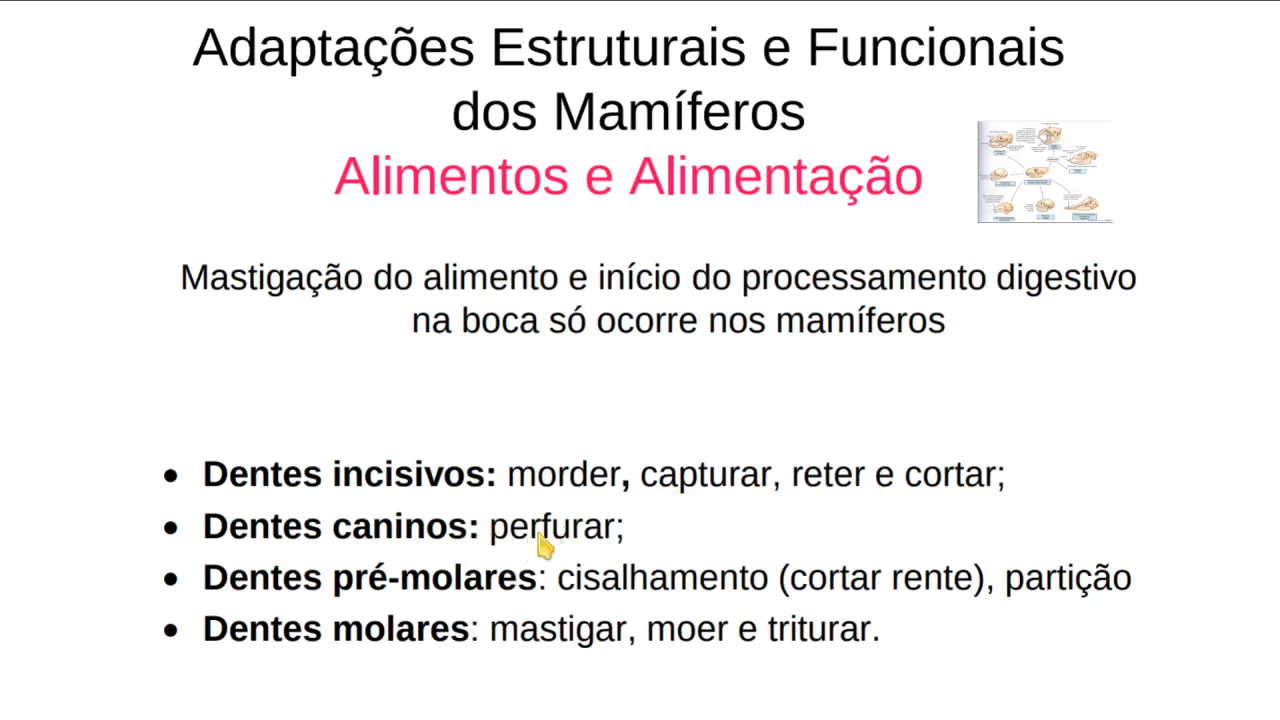 Adaptações Estruturais e Funcionais
dos Mamíferos
Alimentos e Alimentação
Mastigação do alimento e início do processamento digestivo
na boca só ocorre nos mamíferos
• Dentes incisivos: morder, capturar, reter e cortar;
• Dentes caninos: perfurar;
• Dentes pré-molares: cisalhamento (cortar rente), partição
• Dentes molares: mastigar, moer e triturar.